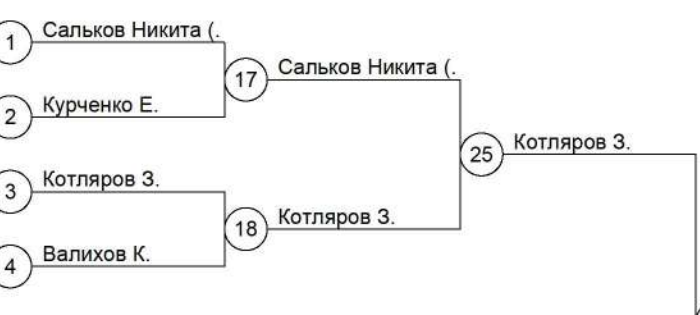 1 Сальков Никита (.
17 Сальков Никита (.
2 Курченко Е.
25 Котляров З.
3 Котляров З.
18 Котляров З.
4 Валихов К.